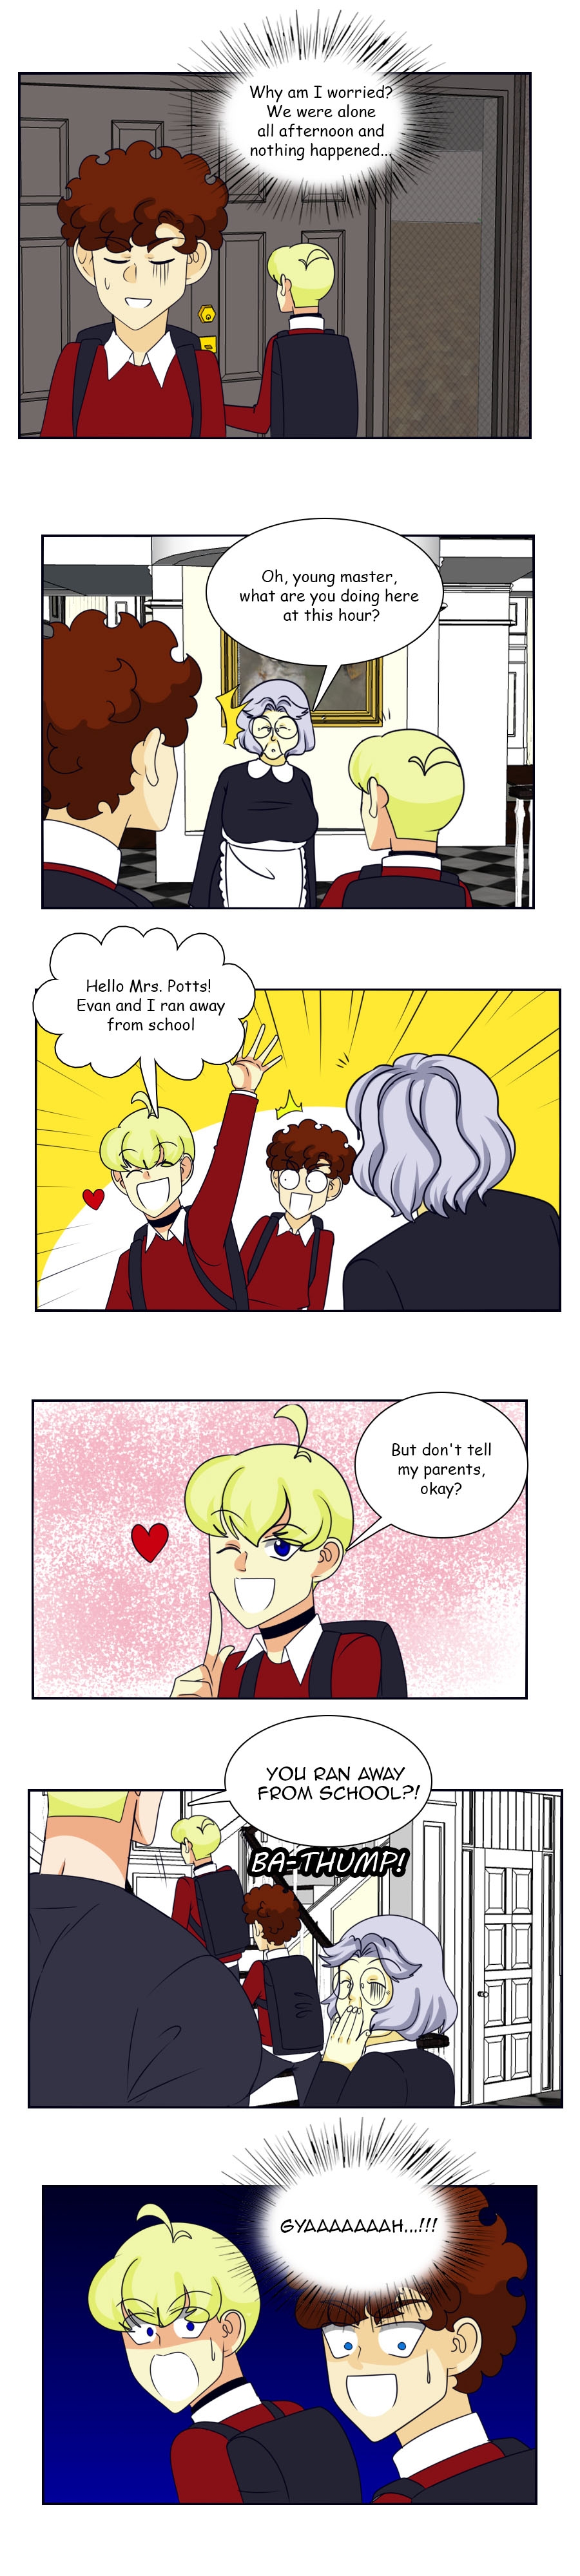 Why am I worried?
We were alone
all afternoon and
nothing happened...
Oh, young master,
what are you doing here
at this hour?
Hello Mrs. Potts!
Evan and I ran away
from school
But don't tell
my parents,
okay?
YOU RAN AWAY
FROM SCHOOL?!
BA-THUMP!
GYAAAAAAAH...!!!